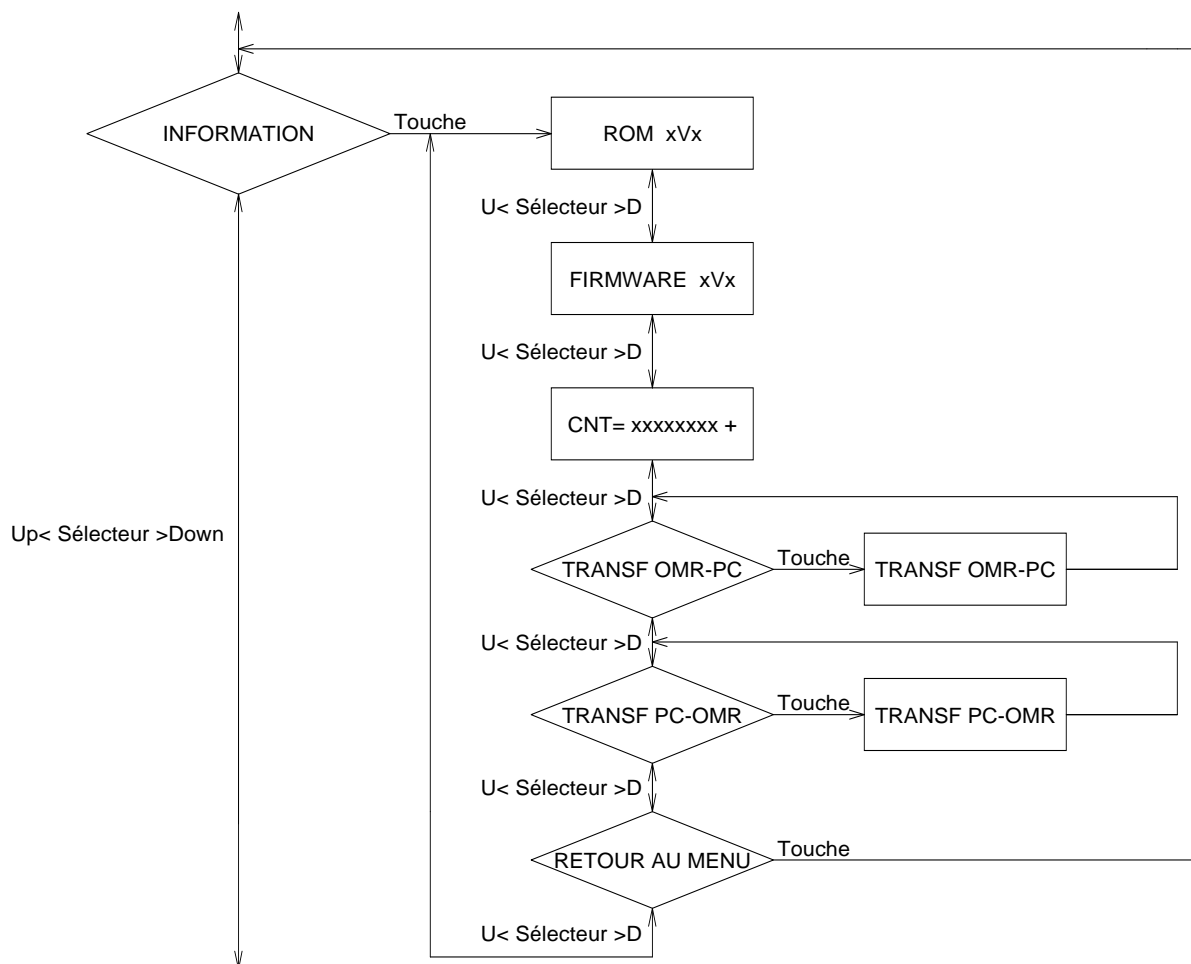 INFORMATION
Touche
ROM xVx
U< Sélecteur >D
FIRMWARE xVx
U< Sélecteur >D
CNT= xxxxxxxx +
U< Sélecteur >D
Up< Sélecteur >Down
TRANSF OMR-PC
Touche
TRANSF OMR-PC
U< Sélecteur >D
TRANSF PC-OMR
Touche
TRANSF PC-OMR
U< Sélecteur >D
RETOUR AU MENU
Touche
U< Sélecteur >D